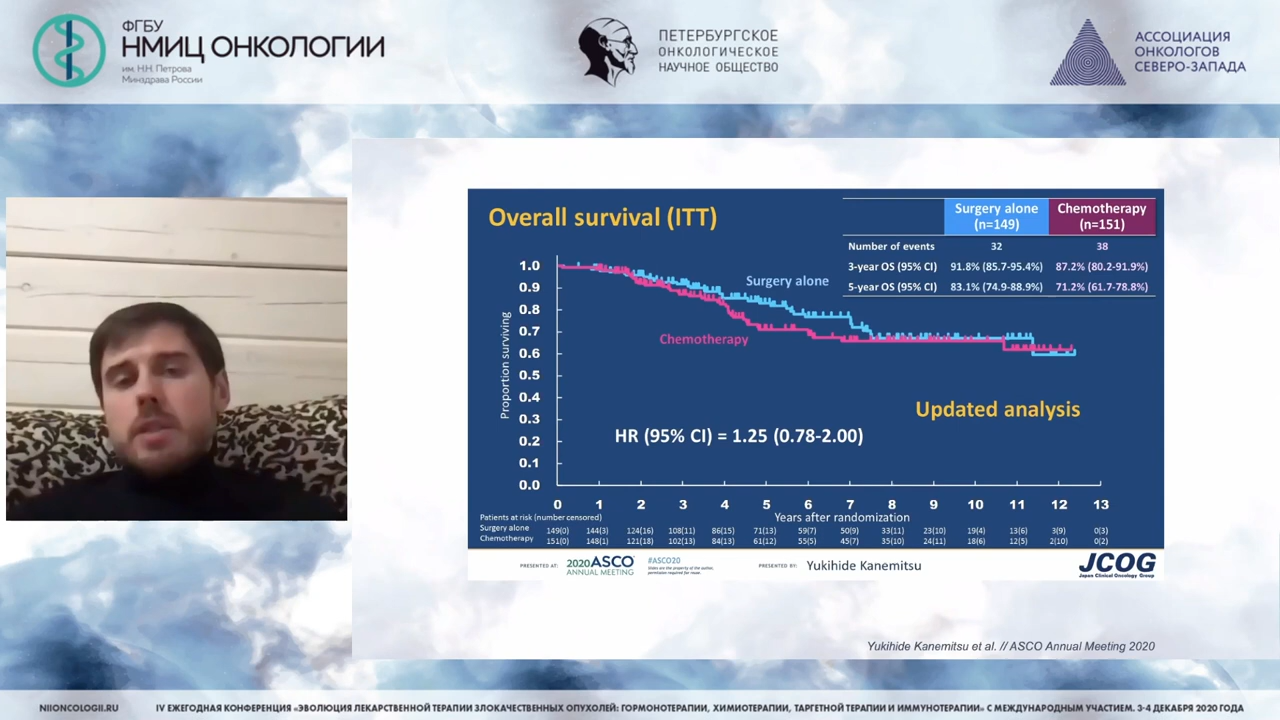 ФГБУ
НМИЦ ОНКОЛОГИИ
им. Н.Н. Петрова
Минздрава России
ПЕТЕРБУРГСКОЕ
ОНКОЛОГИЧЕСКОЕ
НАУЧНОЕ ОБЩЕСТВО
АССОЦИАЦИЯ
ОНКОЛОГОВ
СЕВЕРО-ЗАПАДА
Overall survival (ITT)
Surgery alone Chemotherapy
(n=149) (n=151)
Number of events 32 38
3-year OS (95% CI) 91.8% (85.7-95.4%) 87.2% (80.2-91.9%)
5-year OS (95% CI) 83.1% (74.9-88.9%) 71.2% (61.7-78.8%)
Proportion surviving
1.0
0.9
0.8
0.7
0.6
0.5
0.4
0.3
0.2
0.1
0.0
Surgery alone
Chemotherapy
Updated analysis
HR (95% CI) = 1.25 (0.78-2.00)
0 1 2 3 4 5 6 7 8 9 10 11 12 13
Patients at risk (number censored) Years after randomization
Surgery alone 149(0) 144(3) 124(16) 108(11) 86(15) 71(13) 59(7) 50(9) 33(11) 23(10) 19(4) 13(6) 3(9) 0(3)
Chemotherapy 151(0) 148(1) 121(18) 102(13) 84(13) 61(12) 55(5) 45(7) 35(10) 24(11) 18(6) 12(5) 2(10) 0(2)
PRESENTED AT: 2020 ASCO
ANNUAL MEETING
#ASCO20
Slides are the property of the author,
permission required for reuse.
PRESENTED BY: Yukihide Kanemitsu
JCOG
Japan Clinical Oncology Group
Yukihide Kanemitsu et al. // ASCO Annual Meeting 2020
NIIONCOLOGII.RU IV ЕЖЕГОДНАЯ КОНФЕРЕНЦИЯ «ЭВОЛЮЦИЯ ЛЕКАРСТВЕННОЙ ТЕРАПИИ ЗЛОКАЧЕСТВЕННЫХ ОПУХОЛЕЙ: ГОРМОНОТЕРАПИИ, ХИМИОТЕРАПИИ, ТАРГЕТНОЙ ТЕРАПИИ И ИММУНОТЕРАПИИ» С МЕЖДУНАРОДНЫМ УЧАСТИЕМ. 3-4 ДЕКАБРЯ 2020 ГОДА